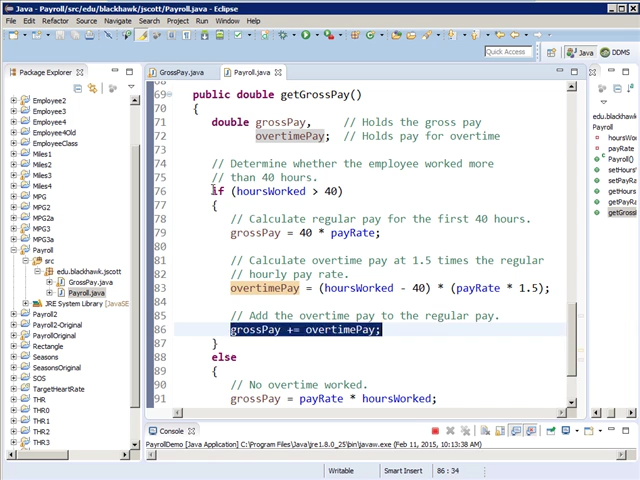 Java - Payroll/src/edu/blackhawk/jscott/Payroll.java - Eclipse
File Edit Refactor Source Navigate Search Project Run Window Help
Quick Access
Java
DDMS
Package Explorer
Employee2
Employee3
Employee4
Employee4Old
EmployeeClass
Miles1
Miles2
Miles3
Miles4
MPG
MPG2
MPG3
MPG3a
Payroll
src
edu.blackhawk.jscott
GrossPay.java
Payroll.java
JRE System Library [JavaSE
Payroll2
Payroll2-Original
Payroll-Original
Rectangle
Seasons
SeasonsOriginal
SOS
TargetHeartRate
THR
THR0
THR1
THR2
THR3
GrossPay.java
Payroll.java
69 public double getGrossPay()
70 {
71 double grossPay, // Holds the gross pay
72 overtimePay; // Holds pay for overtime
73
74 // Determine whether the employee worked more
75 // than 40 hours.
76 if (hoursWorked > 40)
77 {
78 // Calculate regular pay for the first 40 hours.
79 grossPay = 40 * payRate;
80
81 // Calculate overtime pay at 1.5 times the regular
82 // hourly pay rate.
83 overtimePay = (hoursWorked - 40) * (payRate * 1.5);
84
85 // Add the overtime pay to the regular pay.
86 grossPay += overtimePay;
87 }
88 else
89 {
90 // No overtime worked.
91 grossPay = payRate * hoursWorked;
edu.blackhawk.
Payroll
hoursWo
payRate
Payroll()
setHours
setPayRa
getHours
getPayRa
getGross
Console
PayrollDemo [Java Application] C:\Program Files\Java\jre1.8.0_25\bin\javaw.exe (Feb 11, 2015, 10:13:38 AM)
Writable
Smart Insert
86 : 34